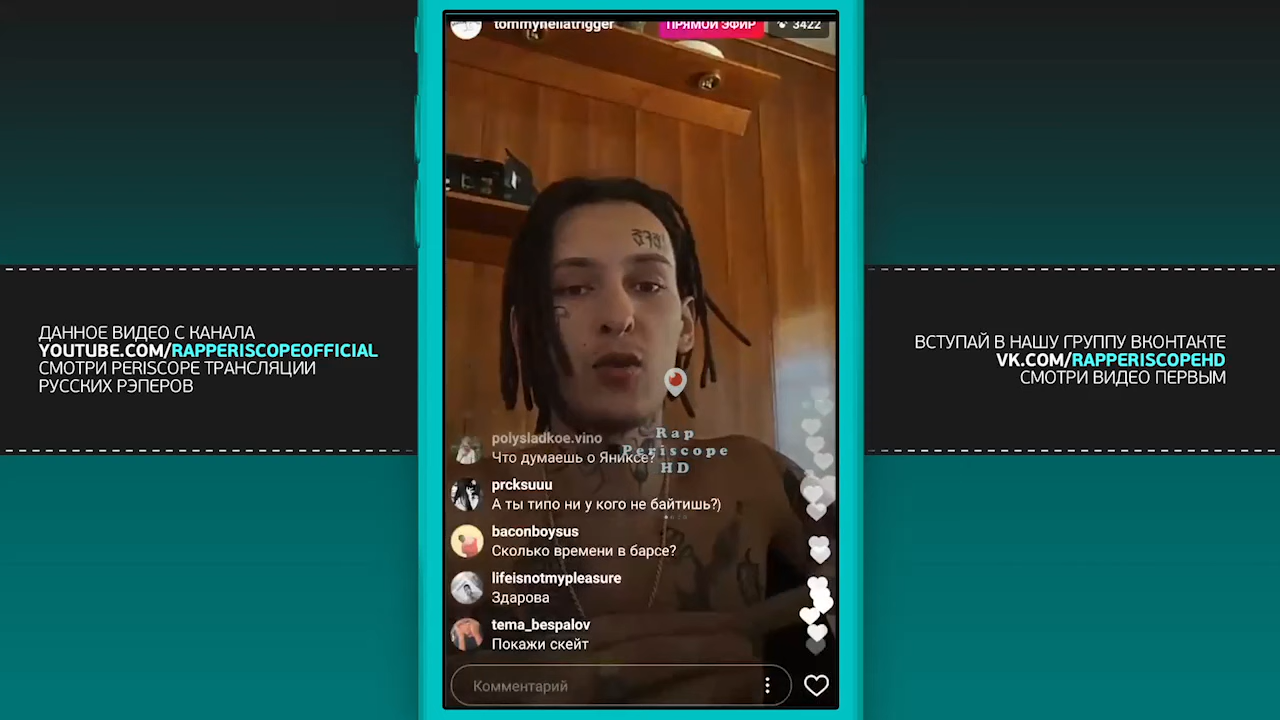 tommyhellatrigger
ПРЯМОЙ ЭФИР
3422
ДАННОЕ ВИДЕО С КАНАЛА
YOUTUBE.COM/RAPPERISCOPEOFFICIAL
СМОТРИ PERISCOPE ТРАНСЛЯЦИИ
РУССКИХ РЭПЕРОВ
ВСТУПАЙ В НАШУ ГРУППУ ВКОНТАКТЕ
VK.COM/RAPPERISCOPEHD
СМОТРИ ВИДЕО ПЕРВЫМ
Rap
Periscope
HD
polysladkoe.vino
Что думаешь о Яниксе?
prcksuuu
А ты типо ни у кого не байтишь?)
baconboysus
Сколько времени в барсе?
lifeisnotmypleasure
Здарова
tema_bespalov
Покажи скейт
Комментарий